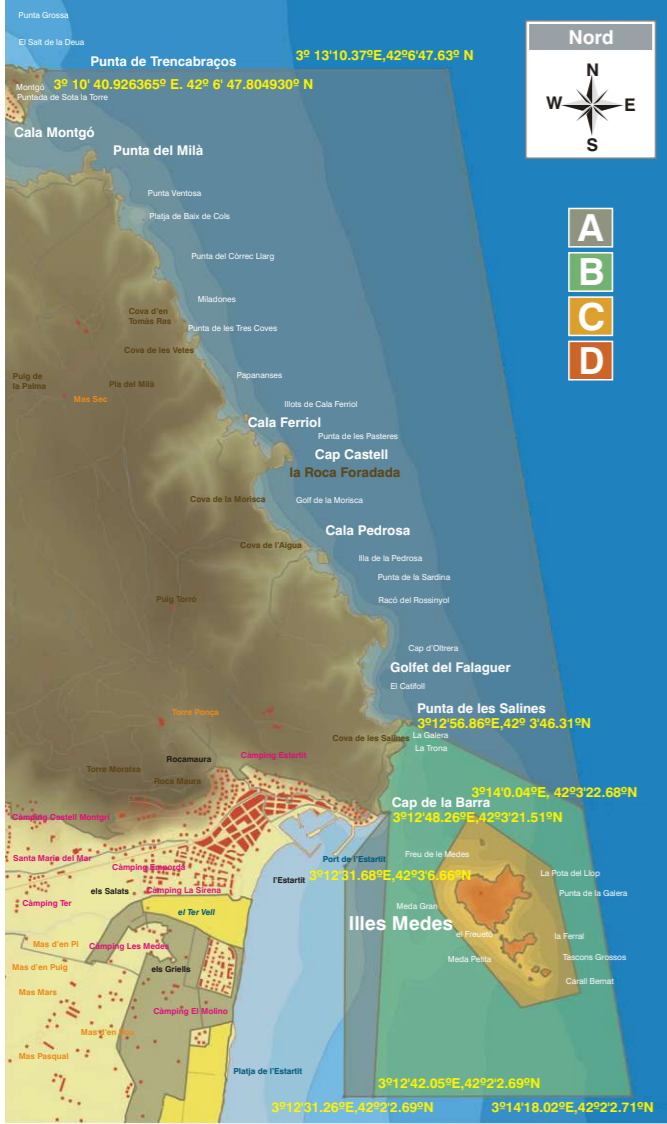 Punta Grossa
El Salt de la Deua
Punta de Trencabraços
3º 13'10.37ºE,42º6'47.63º N
Nord
N
W
E
S
Montgó
3º 10' 40.926365º E. 42º 6' 47.804930º N
Puntada de Sota la Torre
Cala Montgó
Punta del Milà
Punta Ventosa
Platja de Baix de Cols
A
B
C
D
Punta del Còrrec Llarg
Miladones
Cova d'en
Tomàs Ras
Punta de les Tres Coves
Cova de les Vetes
Puig de
la Palma
Pla del Milà
Papananses
Mas Sec
Illots de Cala Ferriol
Cala Ferriol
Punta de les Pasteres
Cap Castell
la Roca Foradada
Cova de la Morisca
Golf de la Morisca
Cala Pedrosa
Cova de l'Aigua
Illa de la Pedrosa
Punta de la Sardina
Puig Torró
Racó del Rossinyol
Cap d'Oltrera
Golfet del Falaguer
El Catifoll
Punta de les Salines
Torre Ponça
3º12'56.86ºE,42º 3'46.31ºN
Cova de les Salines
La Galera
La Trona
Rocamaura
Càmping Estartit
Torre Moratxa
Roca Maura
3º14'0.04ºE, 42º3'22.68ºN
Cap de la Barra
3º12'48.26ºE,42º3'21.51ºN
Càmping Castell Montgrí
Santa Maria del Mar
Càmping Empordà
Port de l'Estartit
Freu de le Medes
3º12'31.68ºE,42º3'6.66ºN
l'Estartit
La Pota del Llop
Punta de la Galera
els Salats
Càmping La Sirena
Càmping Ter
el Ter Vell
Meda Gran
Illes Medes
el Freuetó
la Ferral
Mas d'en Pi
Càmping Les Medes
Meda Petita
Tascons Grossos
Mas d'en Puig
els Griells
Carall Bernat
Mas Mars
Càmping El Molino
Mas Pasqual
Platja de l'Estartit
3º12'42.05ºE,42º2'2.69ºN
3º12'31.26ºE,42º2'2.69ºN
3º14'18.02ºE,42º2'2.71ºN